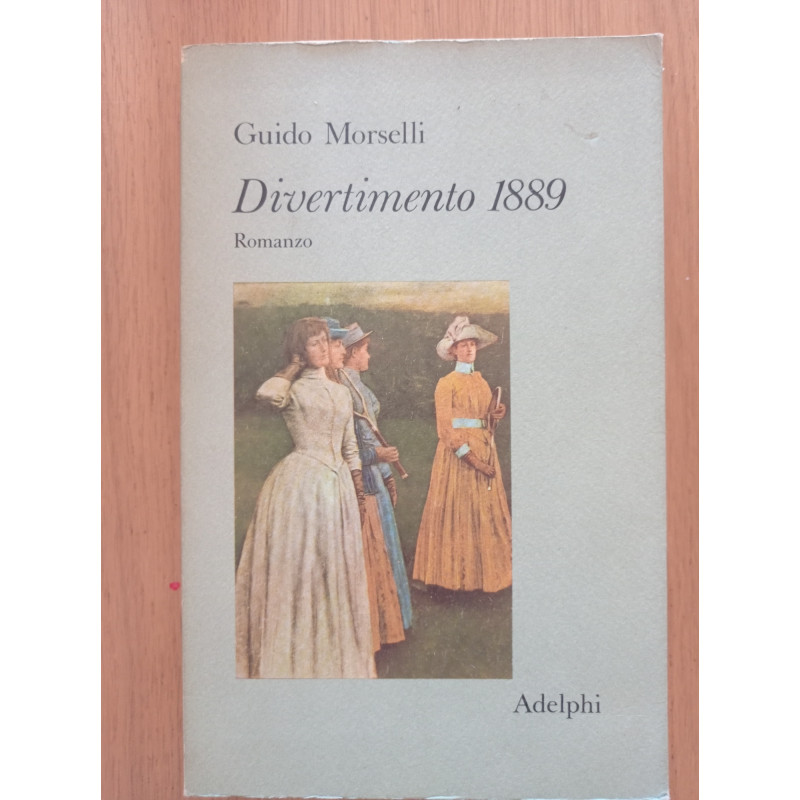 Guido Morselli
Divertimento 1889
Romanzo
Adelphi